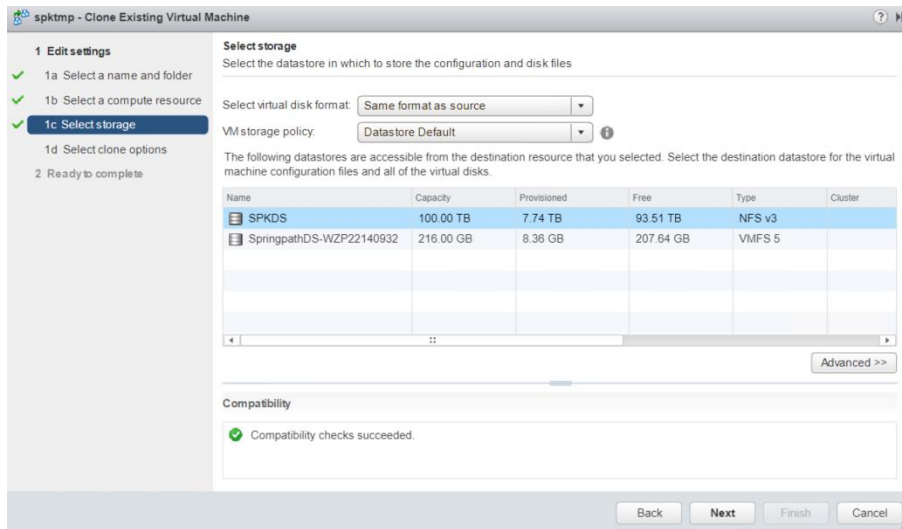 spktmp - Clone Existing Virtual Machine
?
1 Edit settings
1a Select a name and folder
1b Select a compute resource
1c Select storage
1d Select clone options
2 Ready to complete
Select storage
Select the datastore in which to store the configuration and disk files
Select virtual disk format: Same format as source
VM storage policy: Datastore Default
The following datastores are accessible from the destination resource that you selected. Select the destination datastore for the virtual
machine configuration files and all of the virtual disks.
Name Capacity Provisioned Free Type Cluster
SPKDS 100.00 TB 7.74 TB 93.51 TB NFS v3
SpringpathDS-WZP22140932 216.00 GB 8.36 GB 207.64 GB VMFS 5
Advanced >>
Compatibility
Compatibility checks succeeded.
Back Next Finish Cancel